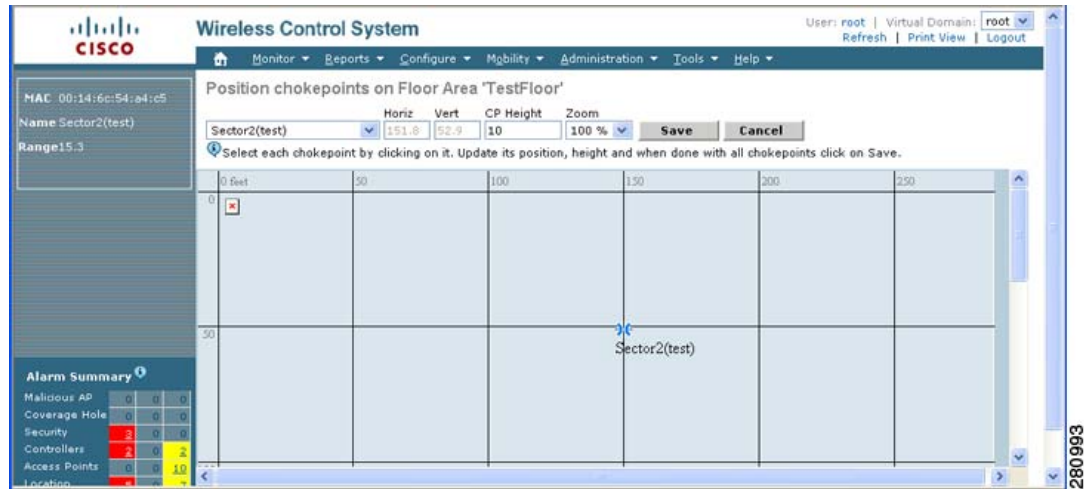 CISCO
Wireless Control System
User: root | Virtual Domain: root
Refresh | Print View | Logout
Monitor Reports Configure Mobility Administration Tools Help
MAC 00:14:6c:54:a4:c5
Name Sector2(test)
Range15.3
Position chokepoints on Floor Area 'TestFloor'
Horiz Vert CP Height Zoom
Sector2(test) 151.8 52.9 10 100 % Save Cancel
Select each chokepoint by clicking on it. Update its position, height and when done with all chokepoints click on Save.
0 feet 50 100 150 200 250
0
50
Sector2(test)
Alarm Summary
Malicious AP 0 0 0
Coverage Hole 0 0 0
Security 0 0
Controllers 2 0 2
Access Points 0 0 10
Location 0
280993